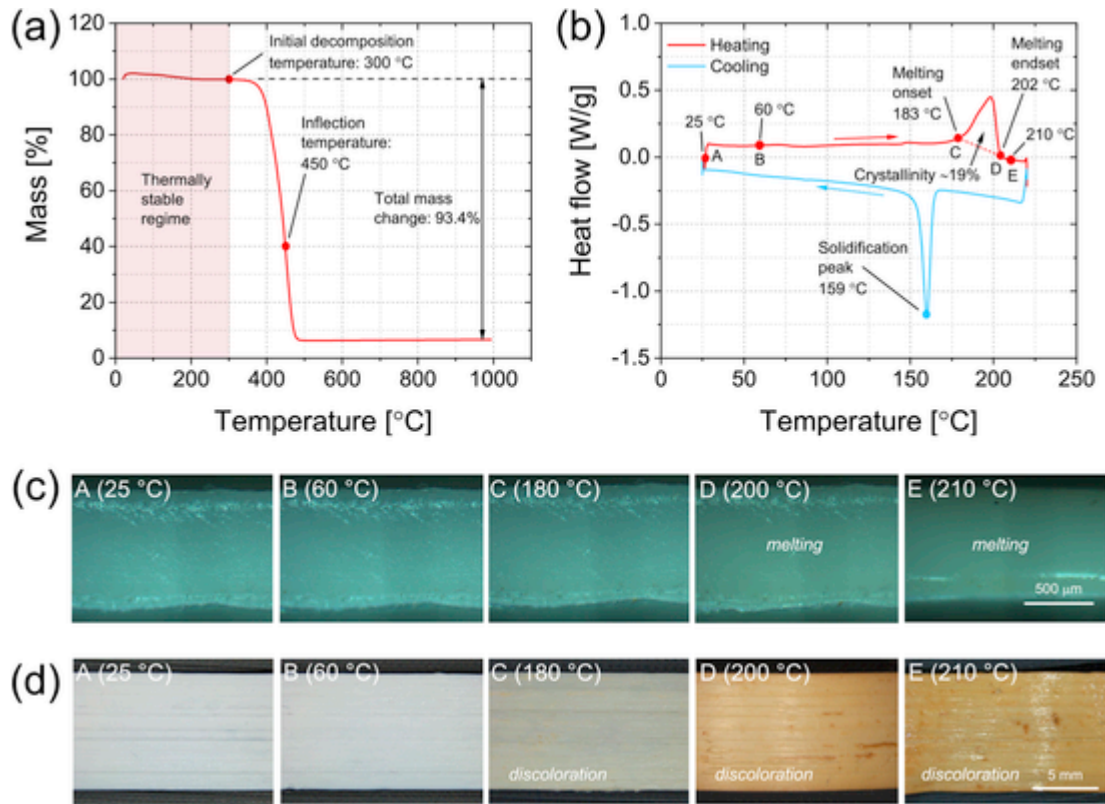 (a)
120
100
80
60
40
20
0
Mass [%]
Initial decomposition
temperature: 300 °C
Inflection
temperature:
450 °C
Thermally
stable
regime
Total mass
change: 93.4%
0
200
400
600
800
1000
Temperature [°C]
(b)
1.0
0.5
0.0
-0.5
-1.0
-1.5
Heat flow [W/g]
Heating
Cooling
Melting
onset
183 °C
Melting
endset
202 °C
25 °C
60 °C
210 °C
A
B
C
D
E
Crystallinity ~19%
Solidification
peak
159 °C
0
50
100
150
200
250
Temperature [°C]
(c)
A (25 °C)
B (60 °C)
C (180 °C)
D (200 °C)
E (210 °C)
melting
melting
500 μm
(d)
A (25 °C)
B (60 °C)
C (180 °C)
D (200 °C)
E (210 °C)
discoloration
discoloration
5 mm